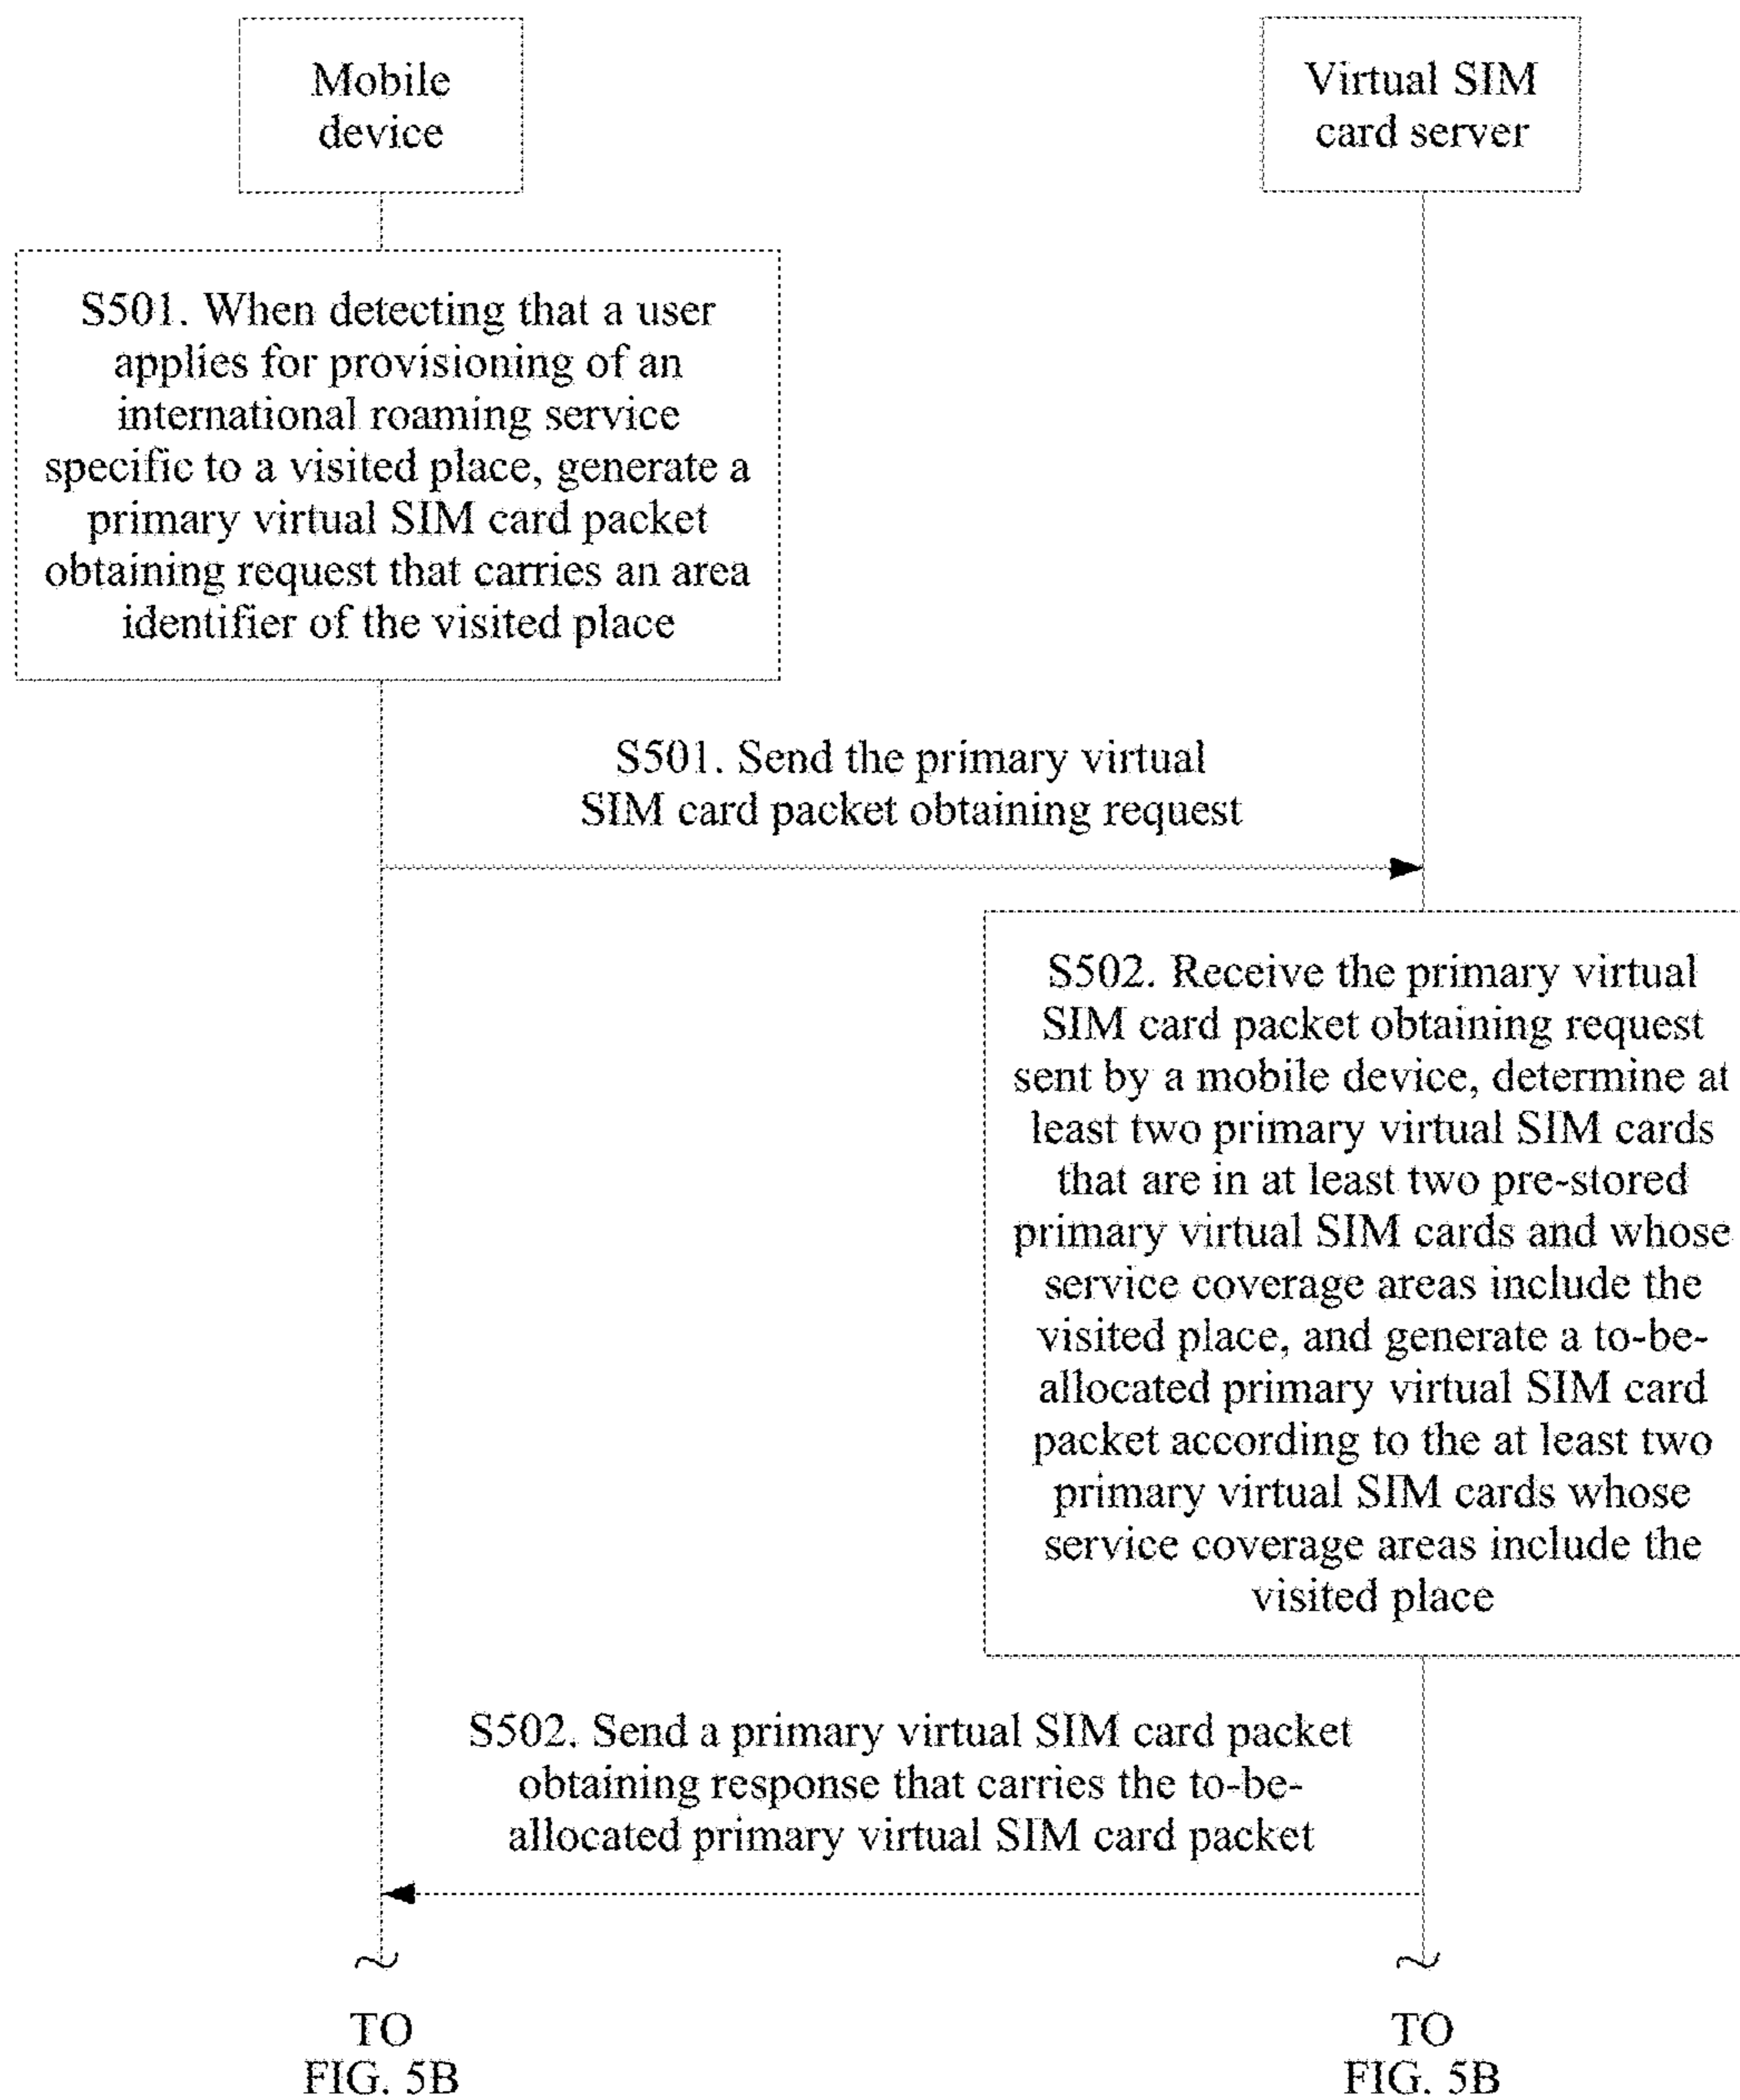 Mobile
device
Virtual SIM
card server
S501. When detecting that a user
applies for provisioning of an
international roaming service
specific to a visited place, generate a
primary virtual SIM card packet
obtaining request that carries an area
identifier of the visited place
S501. Send the primary virtual
SIM card packet obtaining request
S502. Receive the primary virtual
SIM card packet obtaining request
sent by a mobile device, determine at
least two primary virtual SIM cards
that are in at least two pre-stored
primary virtual SIM cards and whose
service coverage areas include the
visited place, and generate a to-be-
allocated primary virtual SIM card
packet according to the at least two
primary virtual SIM cards whose
service coverage areas include the
visited place
S502. Send a primary virtual SIM card packet
obtaining response that carries the to-be-
allocated primary virtual SIM card packet
TO
FIG. 5B
TO
FIG. 5B